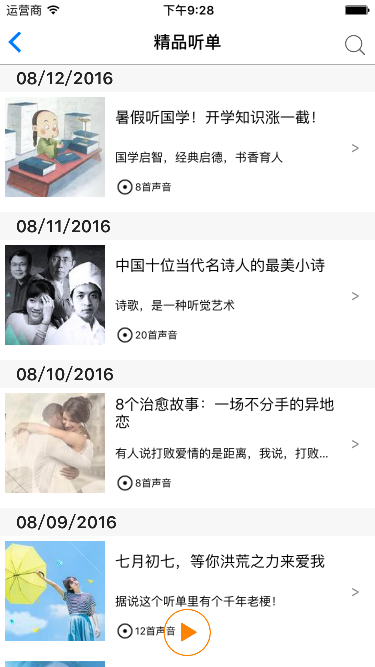 运营商 下午9:28
精品听单
08/12/2016
暑假听国学！开学知识涨一截！
国学启智，经典启德，书香育人
8首声音
08/11/2016
中国十位当代名诗人的最美小诗
诗歌，是一种听觉艺术
20首声音
08/10/2016
8个治愈故事：一场不分手的异地
恋
有人说打败爱情的是距离，我说，打败...
8首声音
08/09/2016
七月初七，等你洪荒之力来爱我
据说这个听单里有个千年老梗！
12首声音